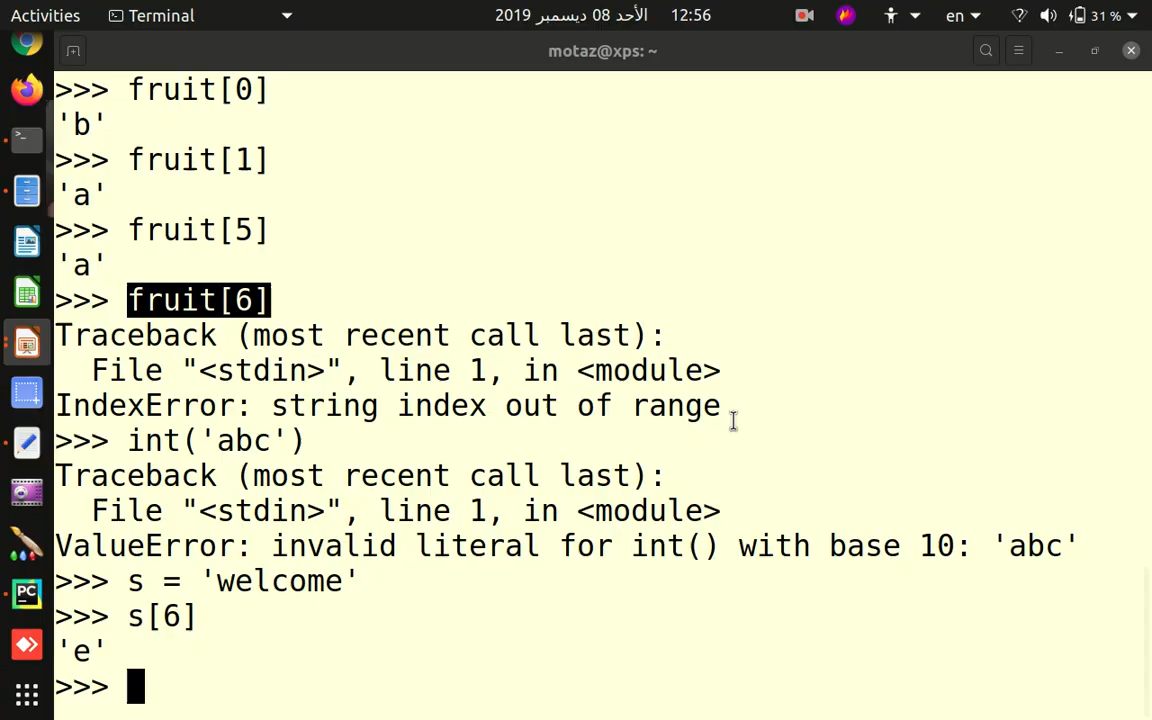 Activities Terminal الأحد 08 ديسمبر 2019 12:56 en 31 %
motaz@xps: ~
>>> fruit[0]
'b'
>>> fruit[1]
'a'
>>> fruit[5]
'a'
>>> fruit[6]
Traceback (most recent call last):
  File "<stdin>", line 1, in <module>
IndexError: string index out of range
>>> int('abc')
Traceback (most recent call last):
  File "<stdin>", line 1, in <module>
ValueError: invalid literal for int() with base 10: 'abc'
>>> s = 'welcome'
>>> s[6]
'e'
>>>
PC